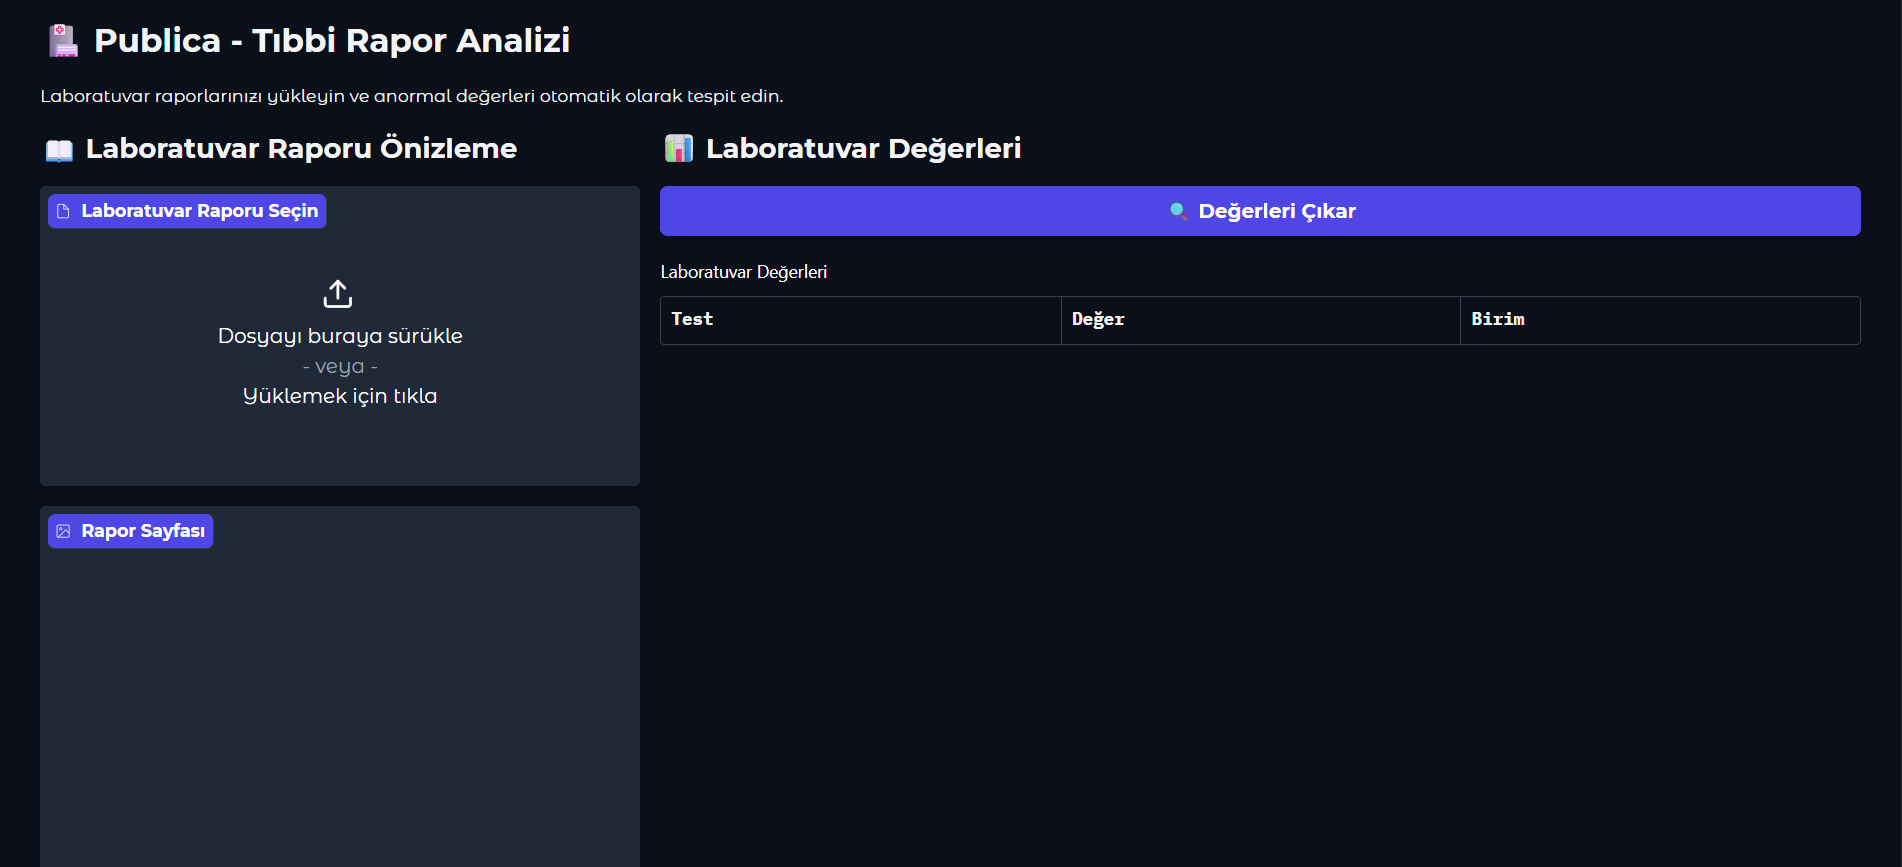 Publica - Tıbbi Rapor Analizi
Laboratuvar raporlarınızı yükleyin ve anormal değerleri otomatik olarak tespit edin.
Laboratuvar Raporu Önizleme
Laboratuvar Raporu Seçin
Dosyayı buraya sürükle
- veya -
Yüklemek için tıkla
Rapor Sayfası
Laboratuvar Değerleri
Değerleri Çıkar
Laboratuvar Değerleri
Test Değer Birim